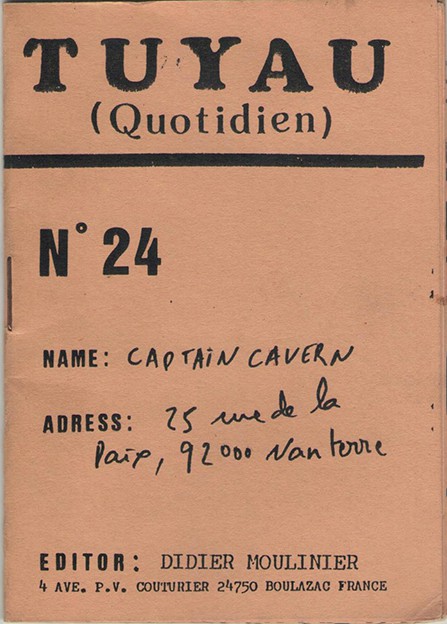 TUYAU
(Quotidien)
N° 24
NAME: CAPTAIN CAVERN
ADRESS: 25 rue de la
Paix, 92000 Nanterre
EDITOR: DIDIER MOULINIER
4 AVE. P.V. COUTURIER 24750 BOULAZAC FRANCE